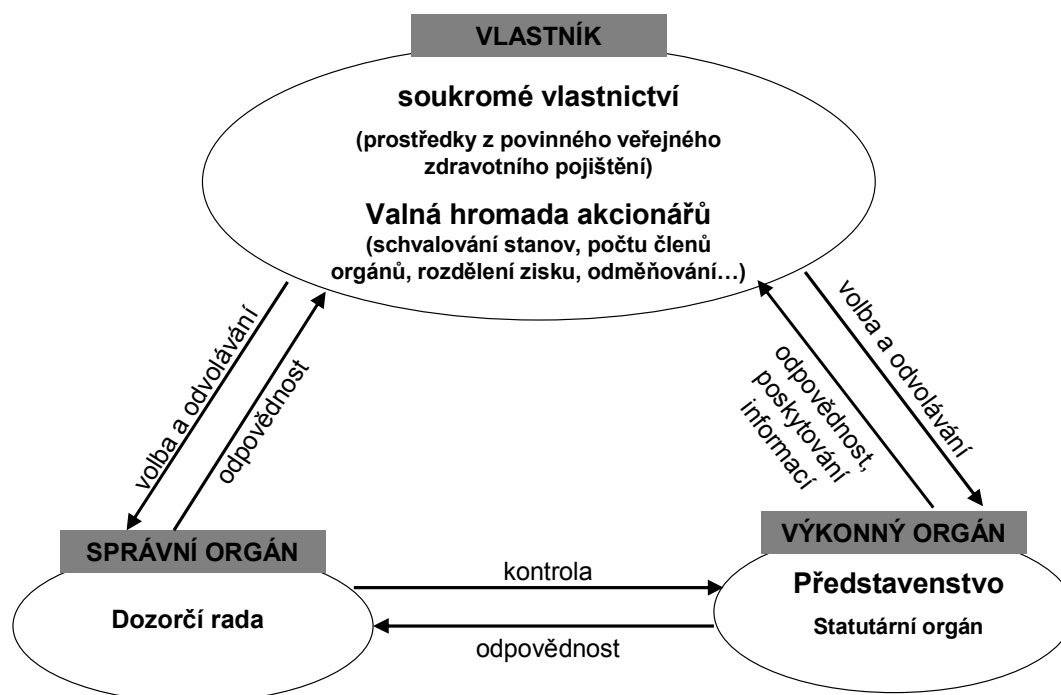 VLASTNÍK
soukromé vlastnictví
(prostředky z povinného veřejného
zdravotního pojištění)
Valná hromada akcionářů
(schvalování stanov, počtu členů
orgánů, rozdělení zisku, odměňování…)
volba a odvolávání
odpovědnost
odpovědnost,
poskytování
informací
volba a odvolávání
SPRÁVNÍ ORGÁN
Dozorčí rada
kontrola
odpovědnost
VÝKONNÝ ORGÁN
Představenstvo
Statutární orgán